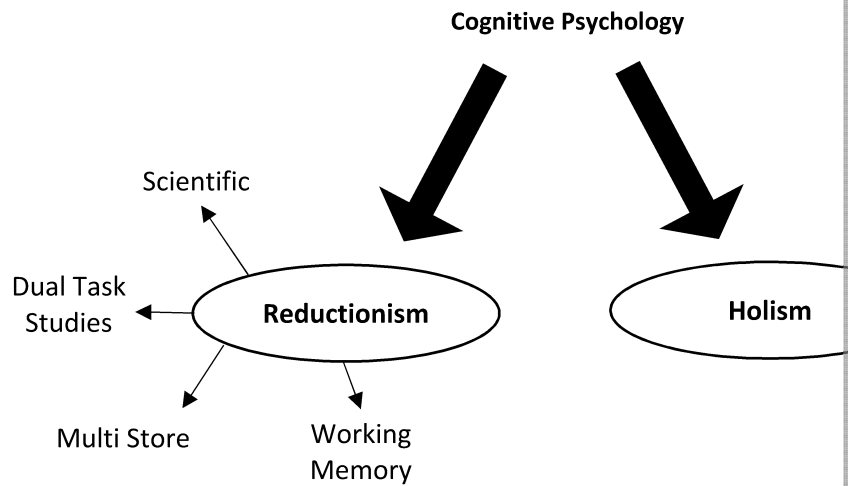 Cognitive Psychology
Scientific
Dual Task
Studies
Reductionism
Holism
Multi Store
Working
Memory